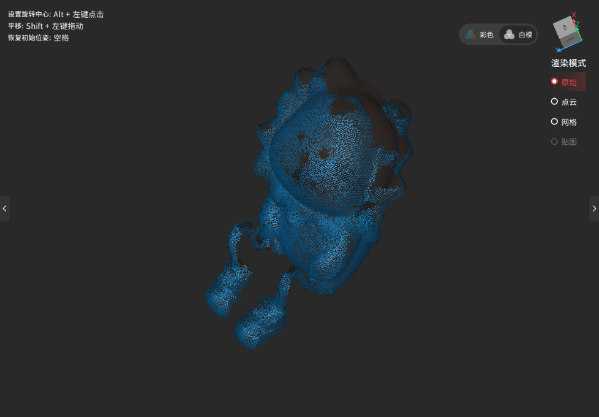 设置旋转中心: Alt + 左键点击
平移: Shift + 左键拖动
恢复初始位姿: 空格
彩色 白模
渲染模式
原始
点云
网格
贴图